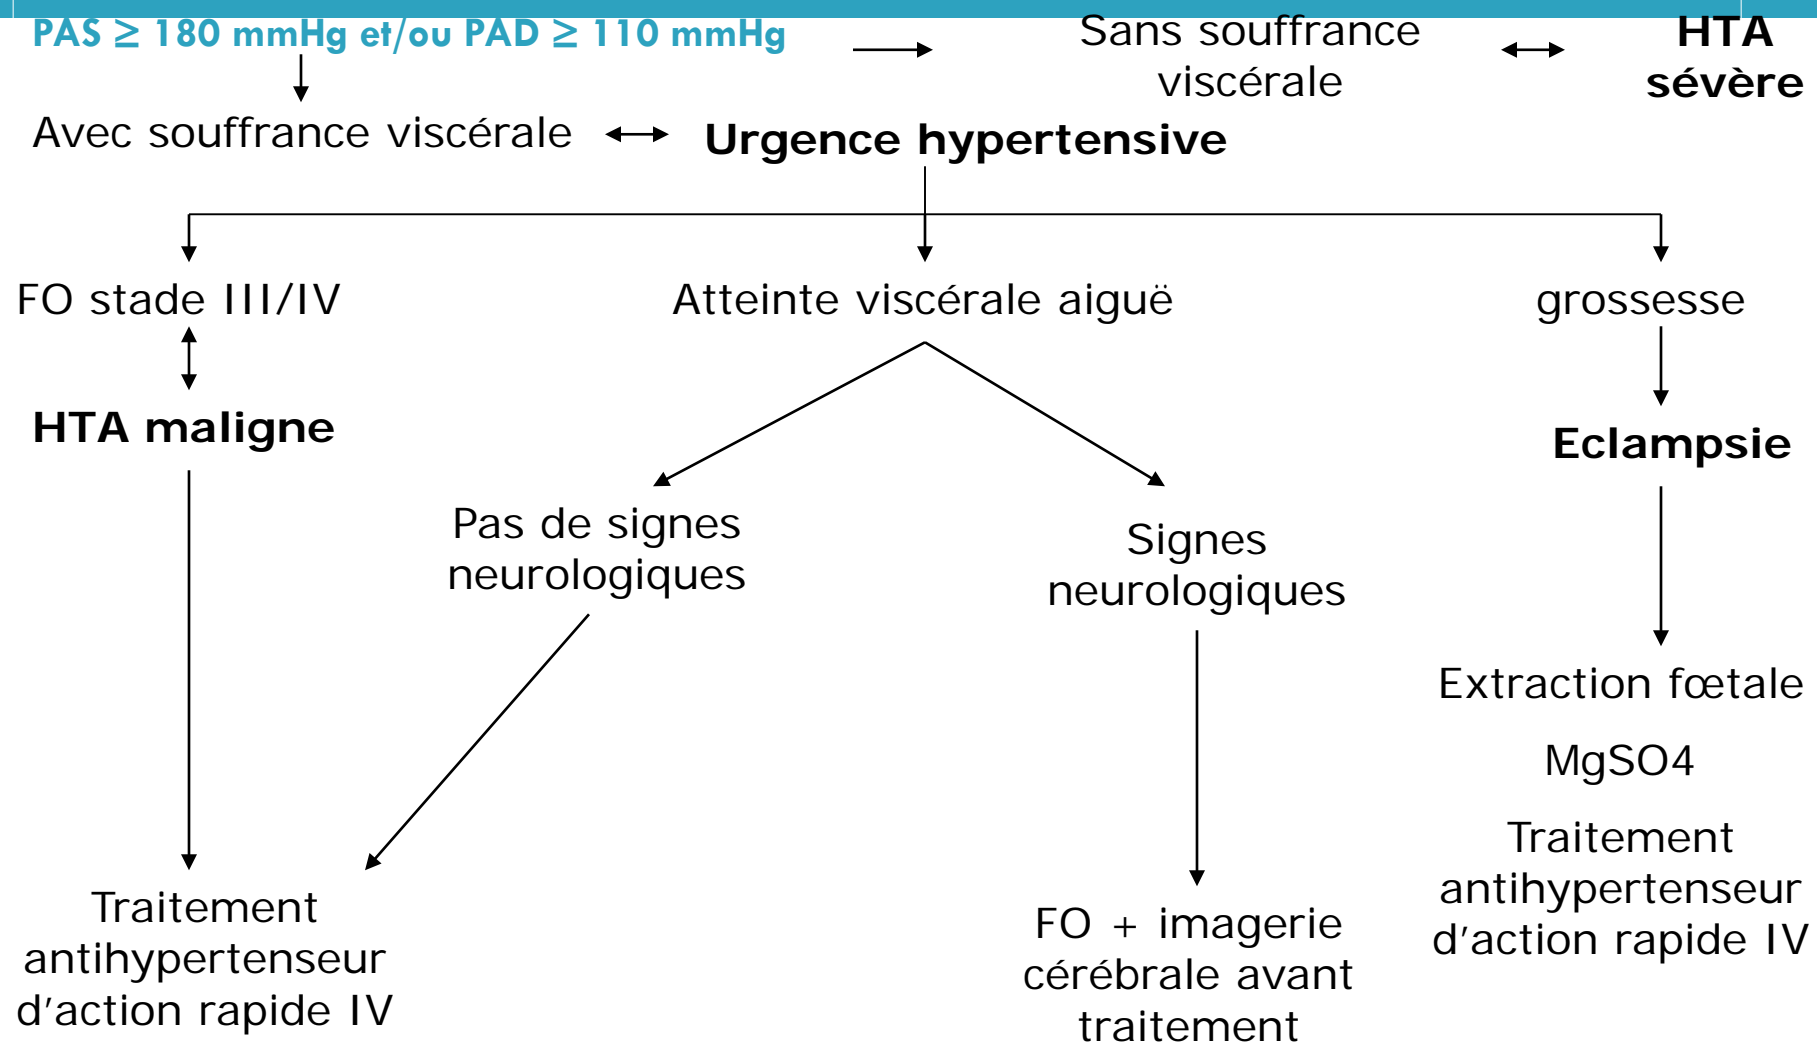 PAS ≥ 180 mmHg et/ou PAD ≥ 110 mmHg
Sans souffrance
viscérale
HTA
sévère
Avec souffrance viscérale
Urgence hypertensive
FO stade III/IV
Atteinte viscérale aiguë
grossesse
HTA maligne
Eclampsie
Pas de signes
neurologiques
Signes
neurologiques
Extraction fœtale
MgSO4
Traitement
antihypertenseur
d’action rapide IV
Traitement
antihypertenseur
d’action rapide IV
FO + imagerie
cérébrale avant
traitement